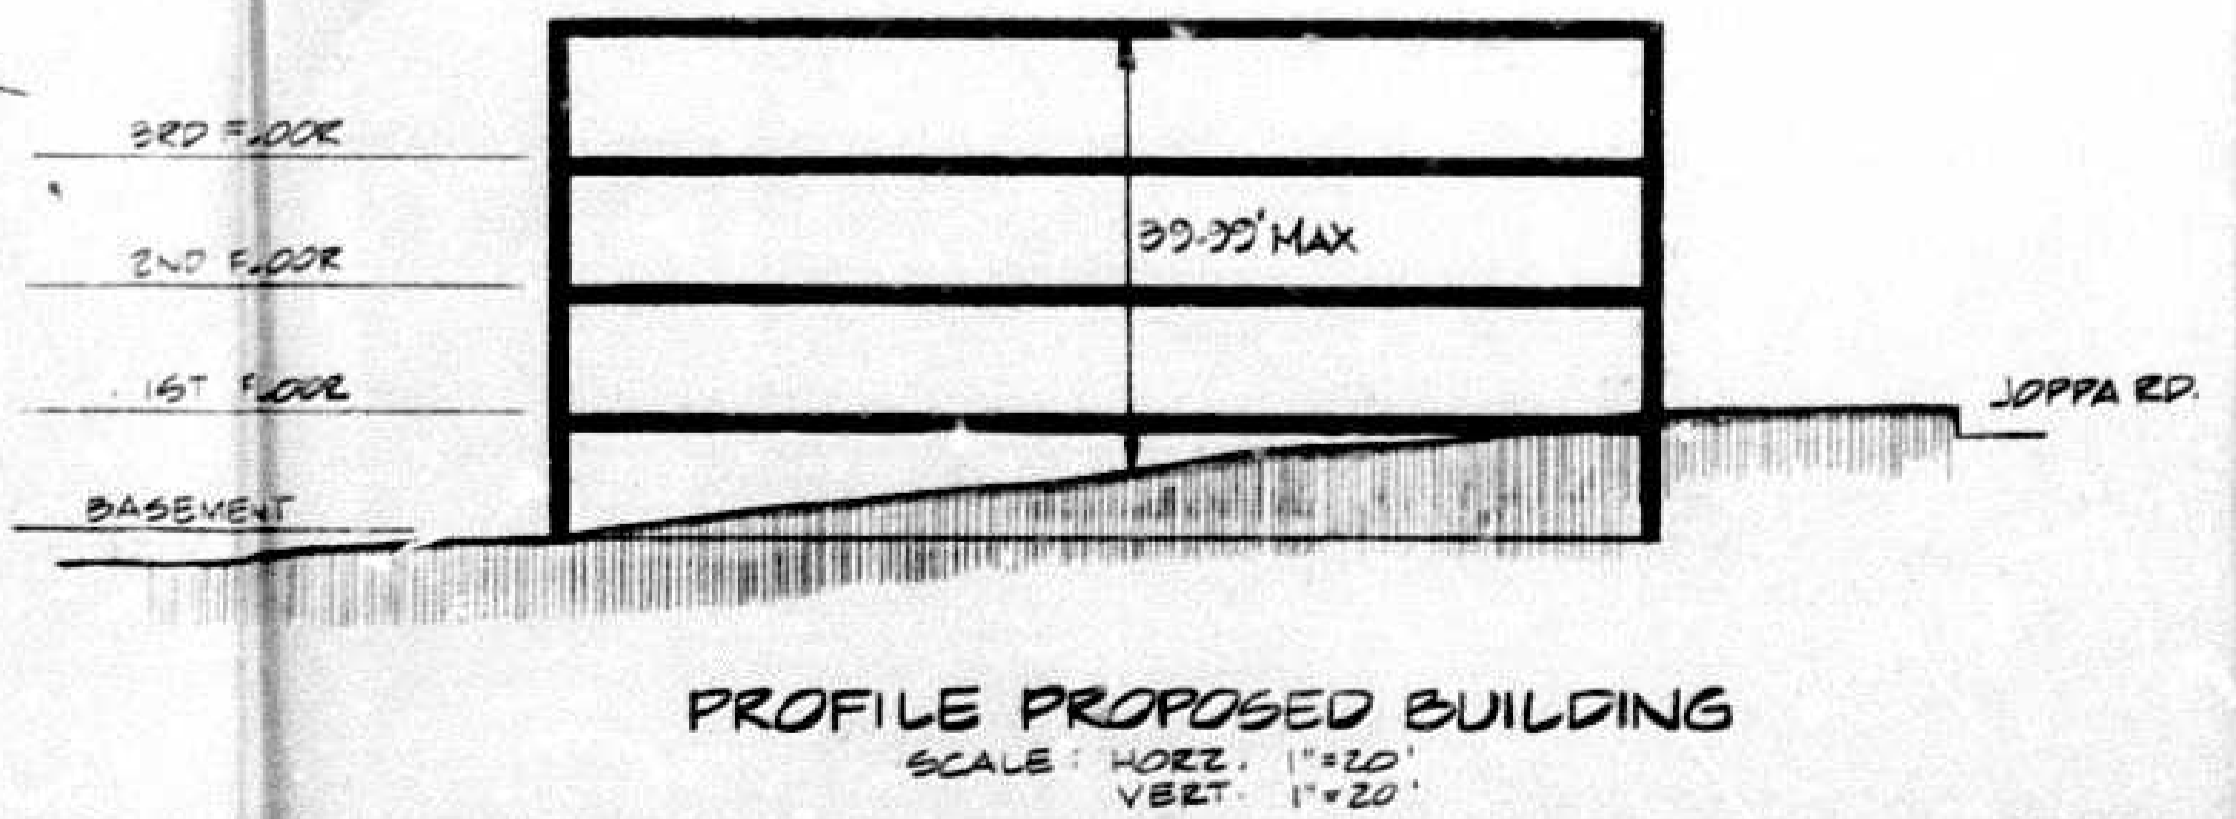 3RD FLOOR
2ND FLOOR
39.99' MAX
1ST FLOOR
JOPPA RD.
BASEMENT
PROFILE PROPOSED BUILDING
SCALE: HORZ. 1"=20'
VERT. 1"=20'